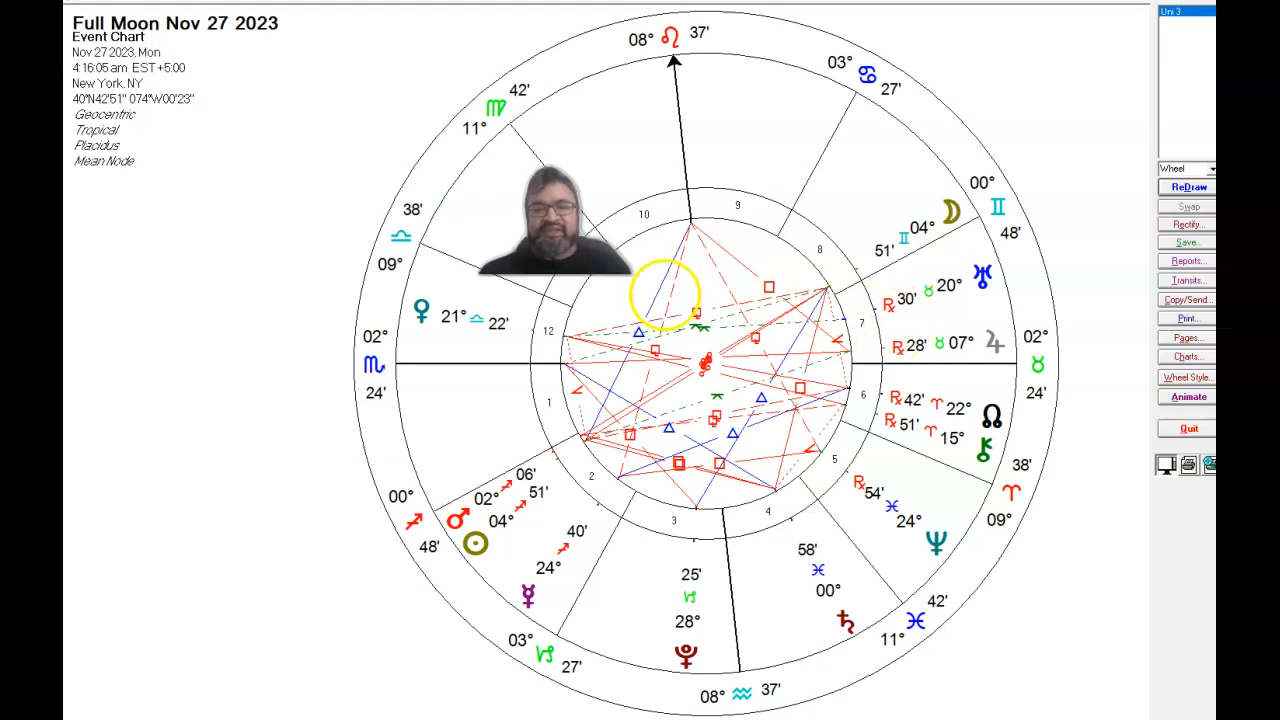 Full Moon Nov 27 2023
Event Chart
Nov 27 2023, Mon
4:16:05 am EST +5:00
New York, NY
40°N42'51" 074°W00'23"
Geocentric
Tropical
Placidus
Mean Node
08° ♌ 37'
03° ♋ 27'
42' ♍ 11°
00° ♊ 48'
38' ♎ 09°
51' ♊ 04° ☽
℞ 30' ♉ 20° ♅
♀ 21° ♎ 22'
02° ♏ 24'
℞ 28' ♉ 07° ♃
02° ♉ 24'
℞ 42' ♈ 22° ☊
℞ 51' ♈ 15° ⚷
38' ♈ 09°
00° ♐ 48'
♂ 02° ♐ 06'
☉ 04° ♐ 51'
☿ 24° ♐ 40'
℞ 54' ♓ 24° ♆
25' ♑ 28° ♇
58' ♓ 00° ♄
42' ♓ 11°
03° ♑ 27'
08° ♒ 37'
10
9
8
7
6
5
4
3
2
1
12
Uni 3
Wheel
ReDraw
Swap
Rectify...
Save...
Reports...
Transits...
Copy/Send...
Print...
Pages...
Charts...
Wheel Style...
Animate
Quit